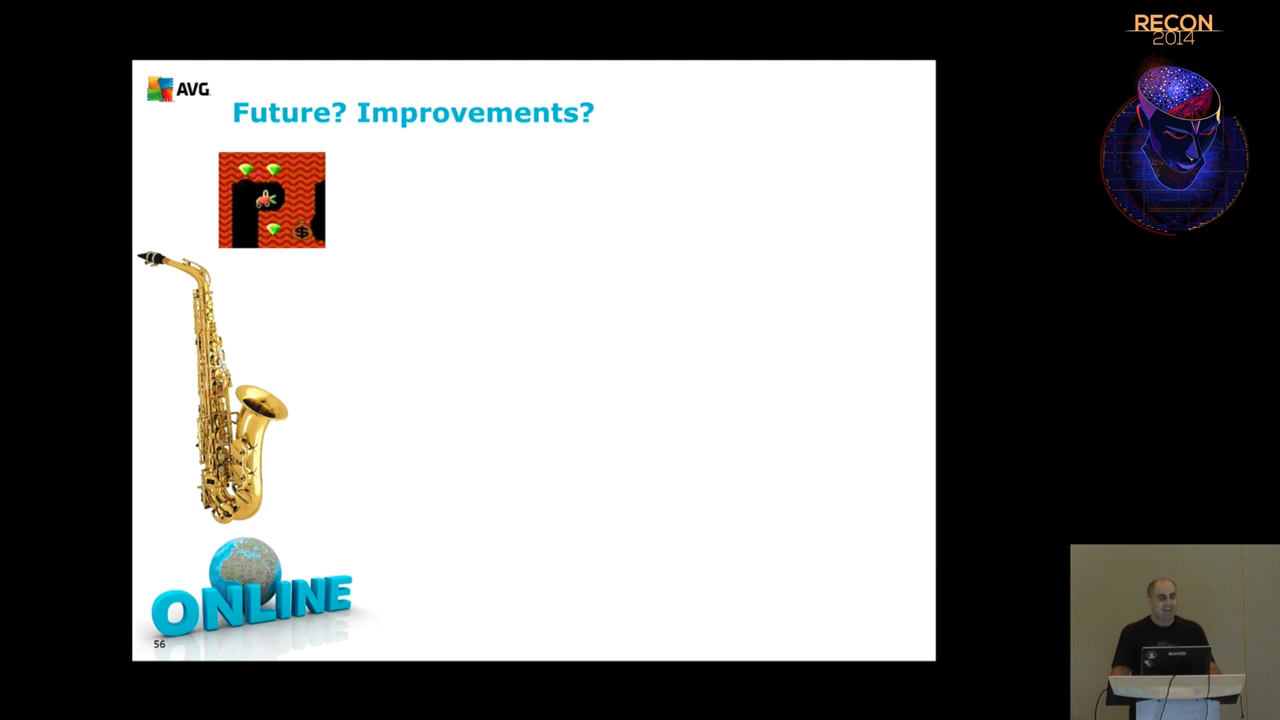 RECON
2014
AVG
Future? Improvements?
$
ONLINE
56